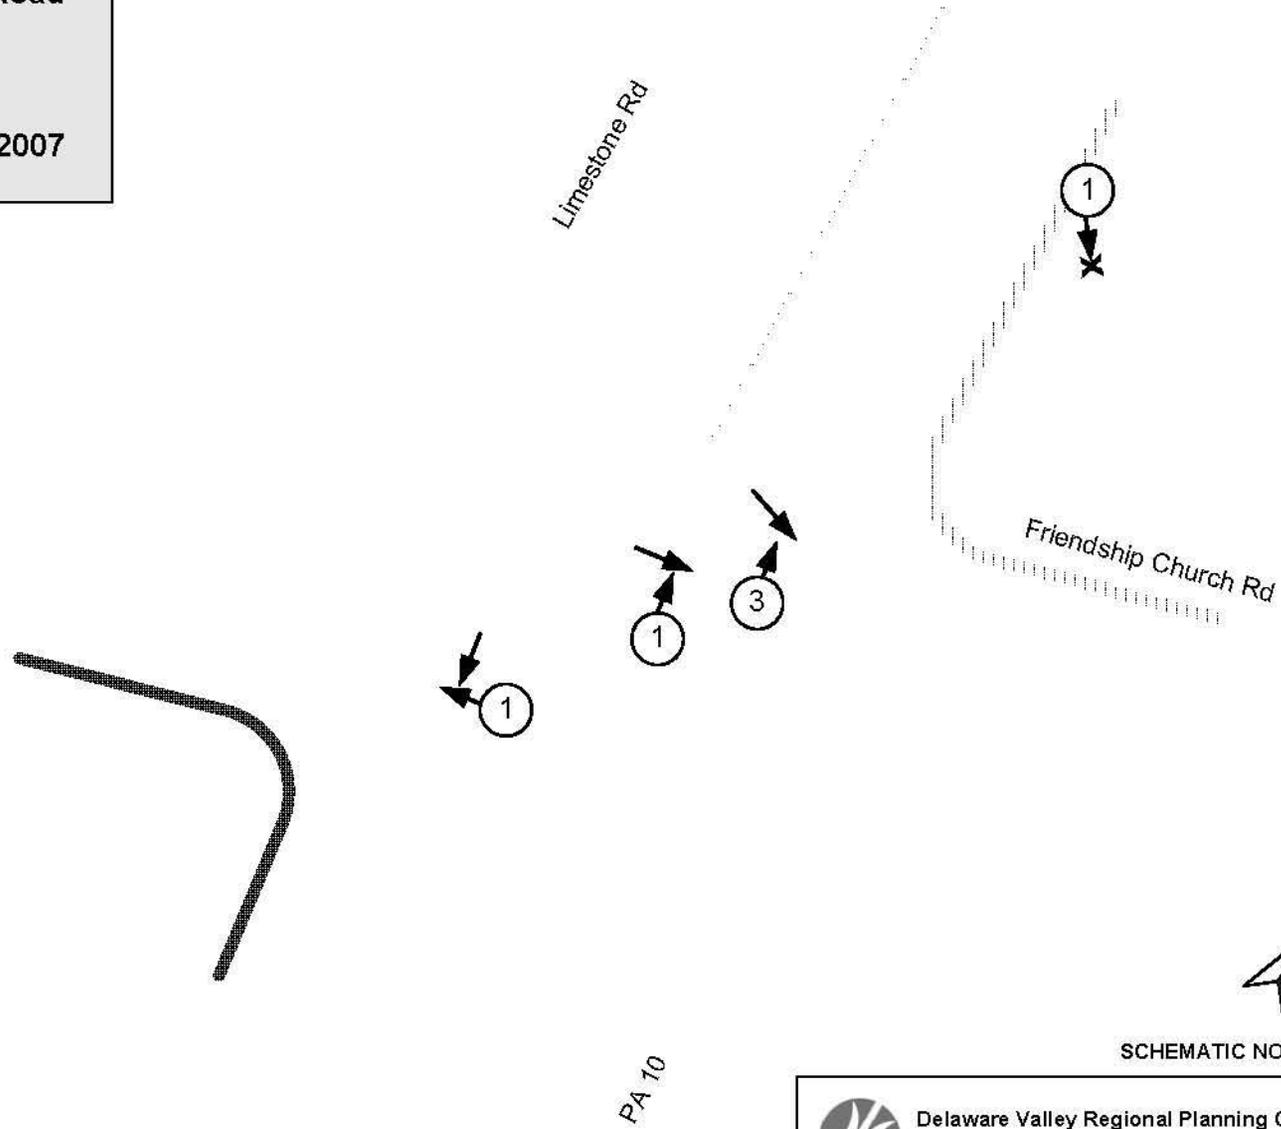 2007
Limestone Rd
1
Friendship Church Rd
3
1
1
PA 10
SCHEMATIC NO
Delaware Valley Regional Planning